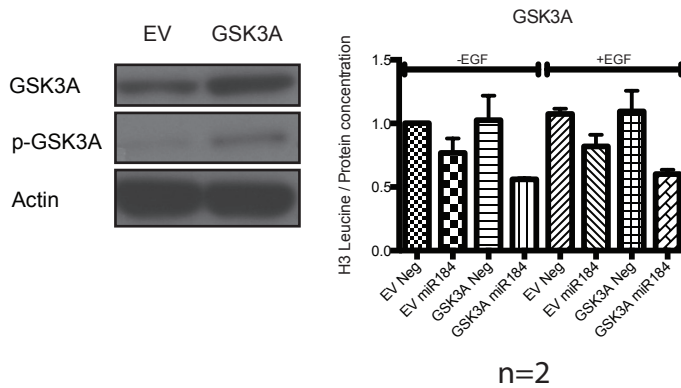 EV GSK3A
GSK3A
p-GSK3A
Actin
GSK3A
H3 Leucine / Protein concentration
1.5
1.0
0.5
0.0
-EGF +EGF
EV Neg
EV miR184
GSK3A Neg
GSK3A miR184
EV Neg
EV miR184
GSK3A Neg
GSK3A miR184
n=2